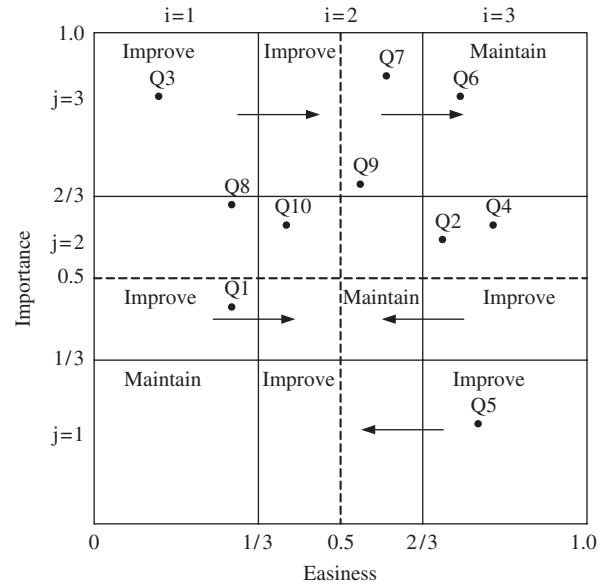 i=1 i=2 i=3
1.0
Improve Improve Q7 Maintain
Q3 Q6
j=3
Q9
Q8
2/3
Q10 Q2 Q4
j=2
0.5
Improve Q1 Maintain Improve
1/3
Maintain Improve Improve
Q5
j=1
0 1/3 0.5 2/3 1.0
Easiness
Importance